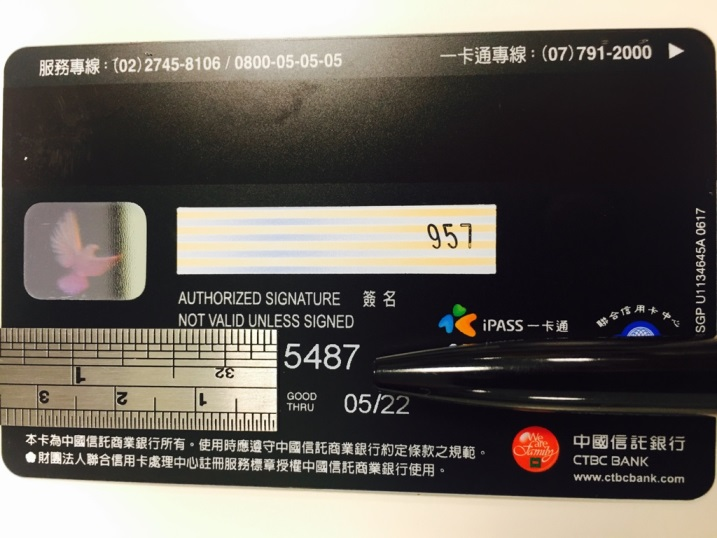 服務專線：(02)2745-8106 / 0800-05-05-05 一卡通專線：(07)791-2000 ▶
957
AUTHORIZED SIGNATURE 簽名
NOT VALID UNLESS SIGNED
iPASS 一卡通
聯合信用卡中心
SGP U1134645A 0617
5487
1 32
3 2 1
GOOD THRU 05/22
本卡為中國信託商業銀行所有。使用時應遵守中國信託商業銀行約定條款之規範。
財團法人聯合信用卡處理中心註冊服務標章授權中國信託商業銀行使用。
We are Family
中國信託銀行
CTBC BANK
www.ctbcbank.com